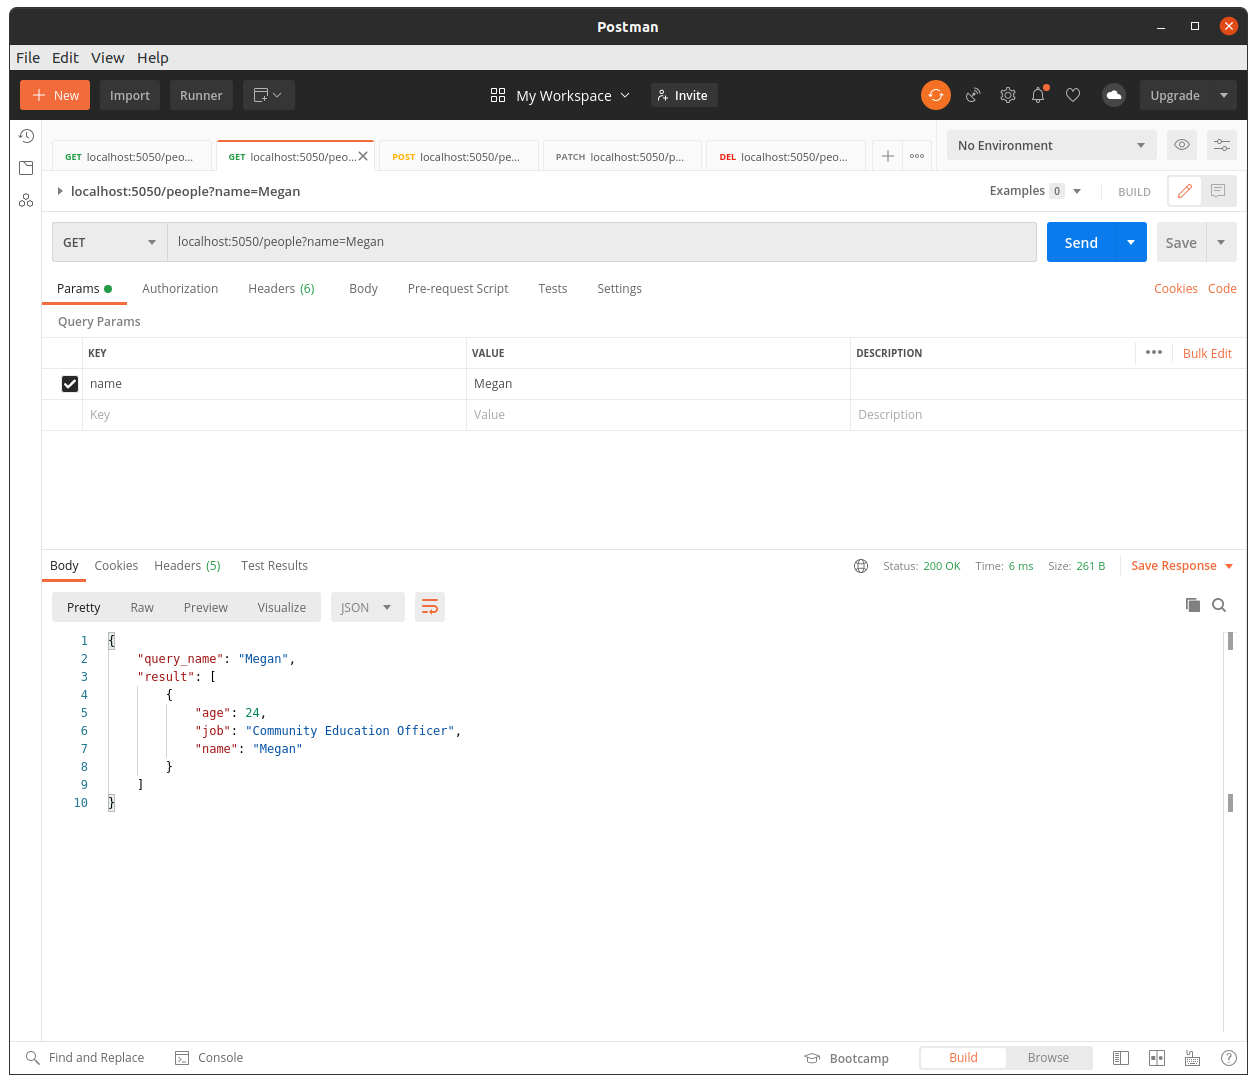 Postman
File Edit View Help
New Import Runner My Workspace Invite Upgrade
GET localhost:5050/peo... GET localhost:5050/peo... POST localhost:5050/pe... PATCH localhost:5050/p... DEL localhost:5050/peo... No Environment
localhost:5050/people?name=Megan Examples 0 BUILD
GET localhost:5050/people?name=Megan Send Save
Params Authorization Headers (6) Body Pre-request Script Tests Settings Cookies Code
Query Params
KEY VALUE DESCRIPTION Bulk Edit
name Megan
Key Value Description
Body Cookies Headers (5) Test Results Status: 200 OK Time: 6 ms Size: 261 B Save Response
Pretty Raw Preview Visualize JSON
1 {
2 "query_name": "Megan",
3 "result": [
4 {
5 "age": 24,
6 "job": "Community Education Officer",
7 "name": "Megan"
8 }
9 ]
10 }
Find and Replace Console Bootcamp Build Browse